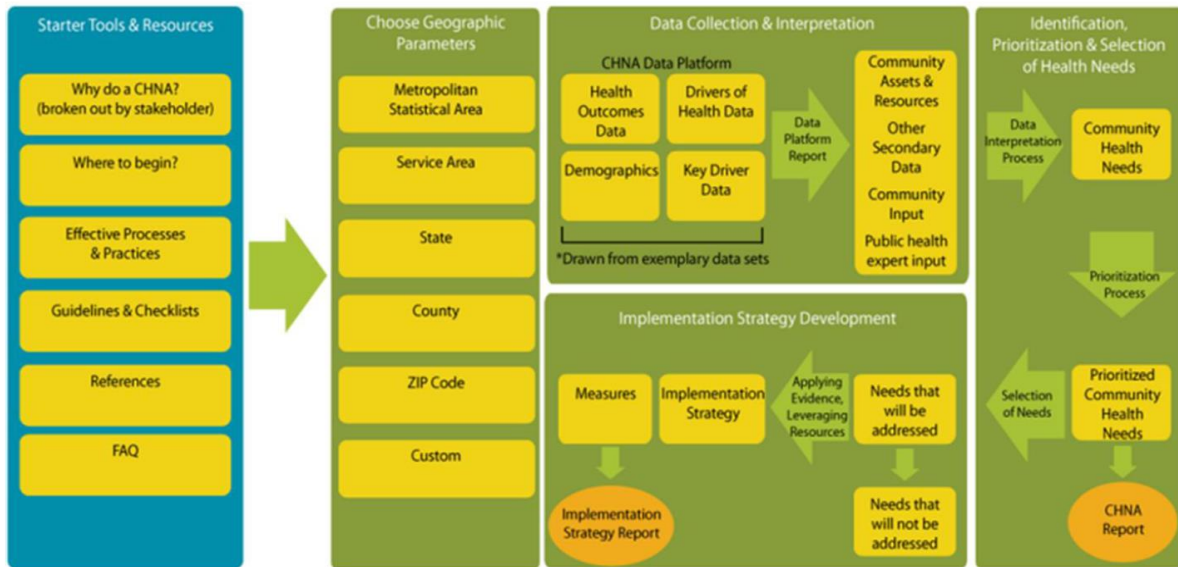 Starter Tools & Resources
Why do a CHNA?
(broken out by stakeholder)
Where to begin?
Effective Processes
& Practices
Guidelines & Checklists
References
FAQ
Choose Geographic
Parameters
Metropolitan
Statistical Area
Service Area
State
County
ZIP Code
Custom
Data Collection & Interpretation
CHNA Data Platform
Health
Outcomes
Data
Drivers of
Health Data
Demographics
Key Driver
Data
*Drawn from exemplary data sets
Data
Platform
Report
Community
Assets &
Resources
Other
Secondary
Data
Community
Input
Public health
expert input
Identification,
Prioritization & Selection
of Health Needs
Data
Interpretation
Process
Community
Health
Needs
Prioritization
Process
Prioritized
Community
Health
Needs
Selection
of Needs
CHNA
Report
Implementation Strategy Development
Needs that
will be
addressed
Needs that
will not be
addressed
Applying
Evidence,
Leveraging
Resources
Implementation
Strategy
Measures
Implementation
Strategy Report